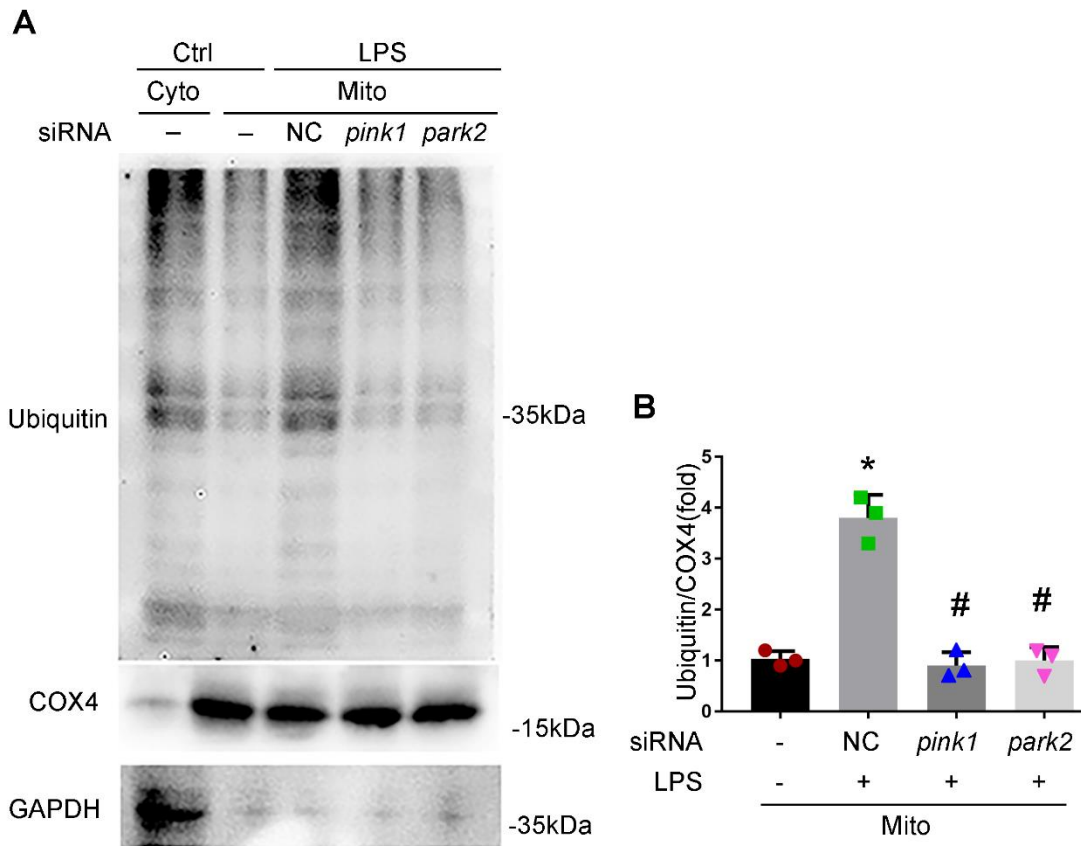 A
Ctrl LPS
Cyto Mito
siRNA – – NC pink1 park2
Ubiquitin -35kDa
COX4 -15kDa
GAPDH -35kDa
B
Ubiquitin/COX4(fold)
5
4
3
2
1
0
* # #
siRNA - NC pink1 park2
LPS - + + +
Mito